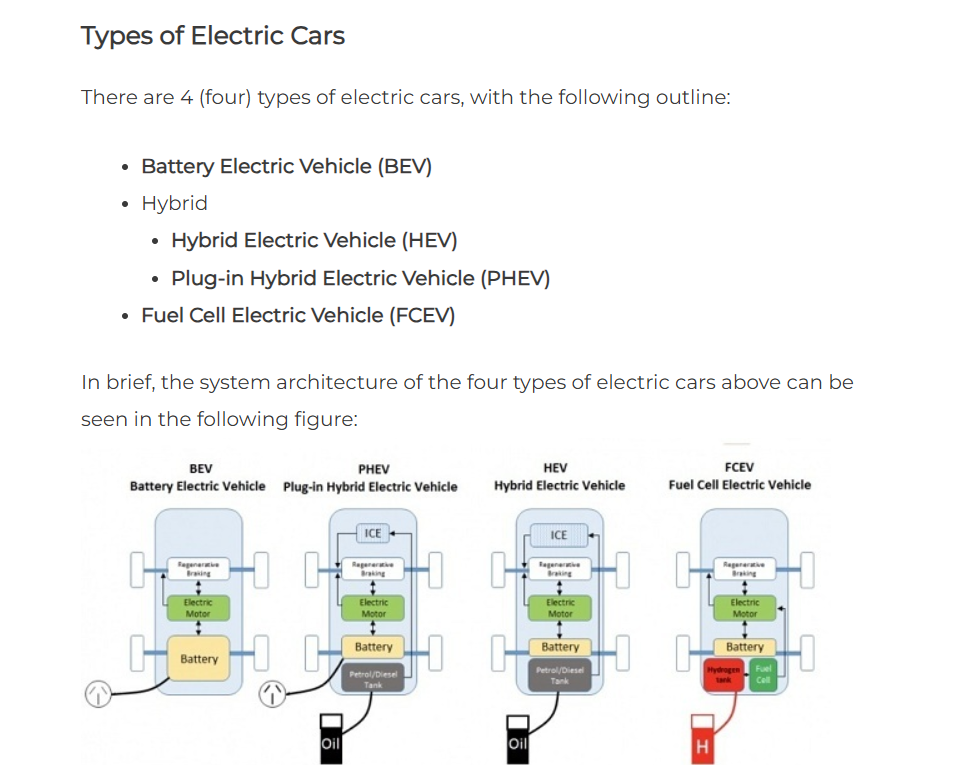 Types of Electric Cars
There are 4 (four) types of electric cars, with the following outline:
• Battery Electric Vehicle (BEV)
• Hybrid
• Hybrid Electric Vehicle (HEV)
• Plug-in Hybrid Electric Vehicle (PHEV)
• Fuel Cell Electric Vehicle (FCEV)
In brief, the system architecture of the four types of electric cars above can be
seen in the following figure:
BEV
Battery Electric Vehicle
Regenerative
Braking
Electric
Motor
Battery
PHEV
Plug-in Hybrid Electric Vehicle
ICE
Regenerative
Braking
Electric
Motor
Battery
Petrol/Diesel
Tank
Oil
HEV
Hybrid Electric Vehicle
ICE
Regenerative
Braking
Electric
Motor
Battery
Petrol/Diesel
Tank
Oil
FCEV
Fuel Cell Electric Vehicle
Regenerative
Braking
Electric
Motor
Battery
Hydrogen
tank
Fuel
Cell
H